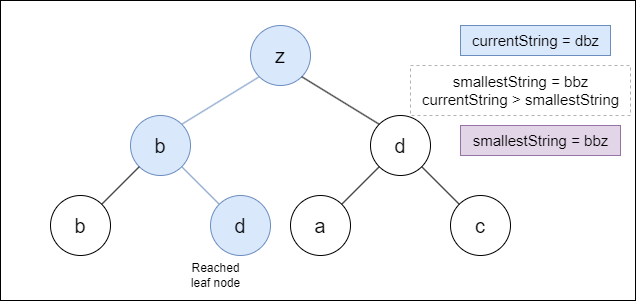 z
currentString = dbz
smallestString = bbz
currentString > smallestString
b
d
smallestString = bbz
b
d
a
c
Reached
leaf node